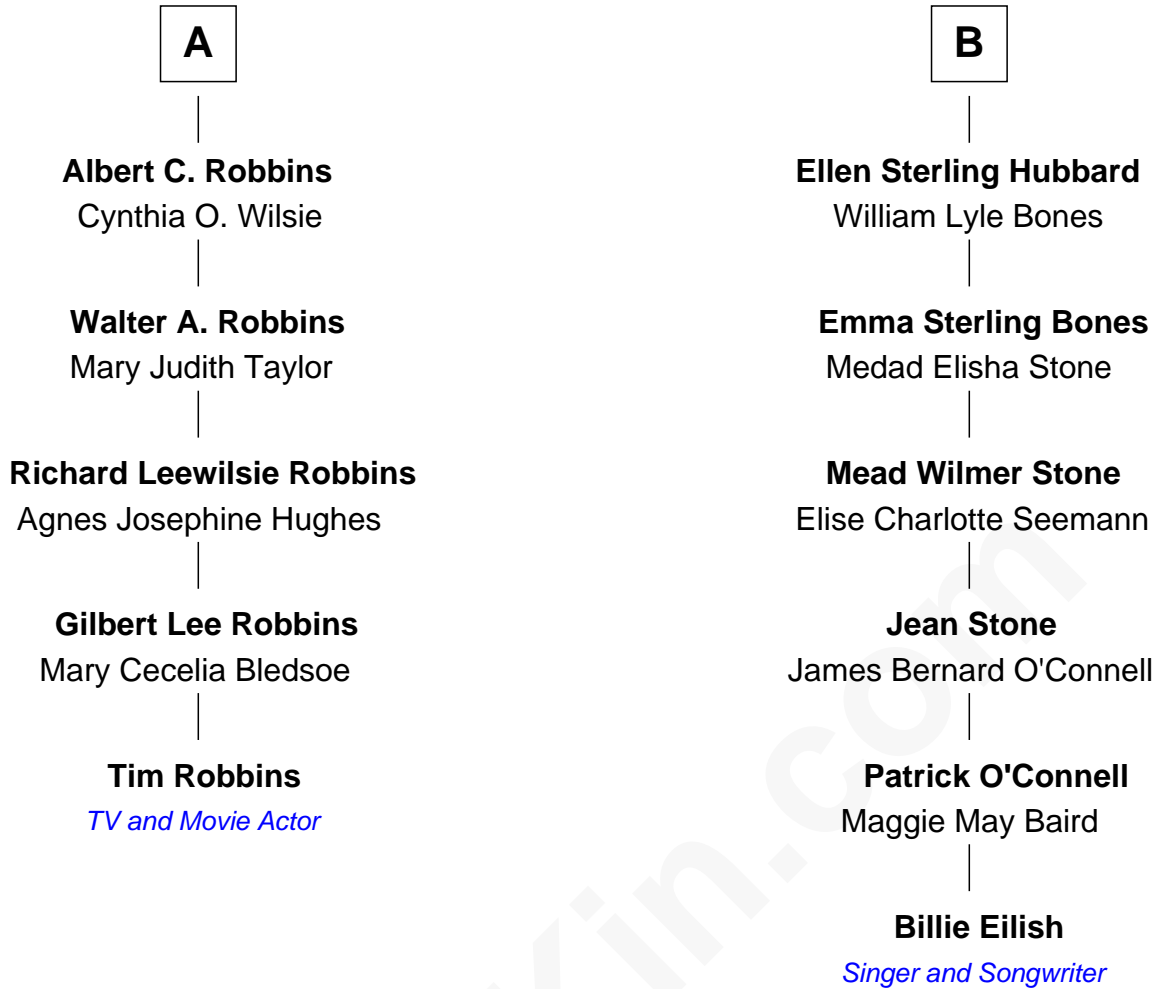 A
Albert C. Robbins
Cynthia O. Wilsie
Walter A. Robbins
Mary Judith Taylor
Richard Leewilsie Robbins
Agnes Josephine Hughes
Gilbert Lee Robbins
Mary Cecelia Bledsoe
Tim Robbins
TV and Movie Actor
B
Ellen Sterling Hubbard
William Lyle Bones
Emma Sterling Bones
Medad Elisha Stone
Mead Wilmer Stone
Elise Charlotte Seemann
Jean Stone
James Bernard O'Connell
Patrick O'Connell
Maggie May Baird
Billie Eilish
Singer and Songwriter
Kin.com